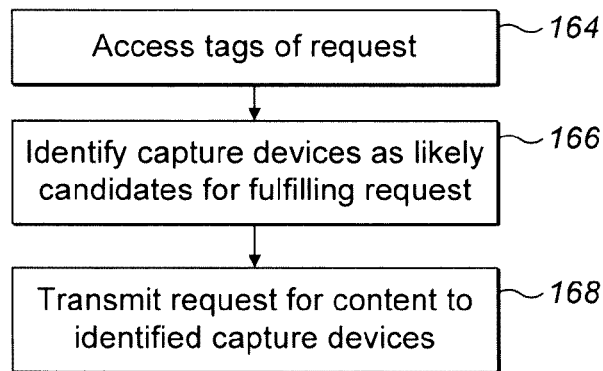 Access tags of request
164
Identify capture devices as likely
candidates for fulfilling request
166
Transmit request for content to
identified capture devices
168